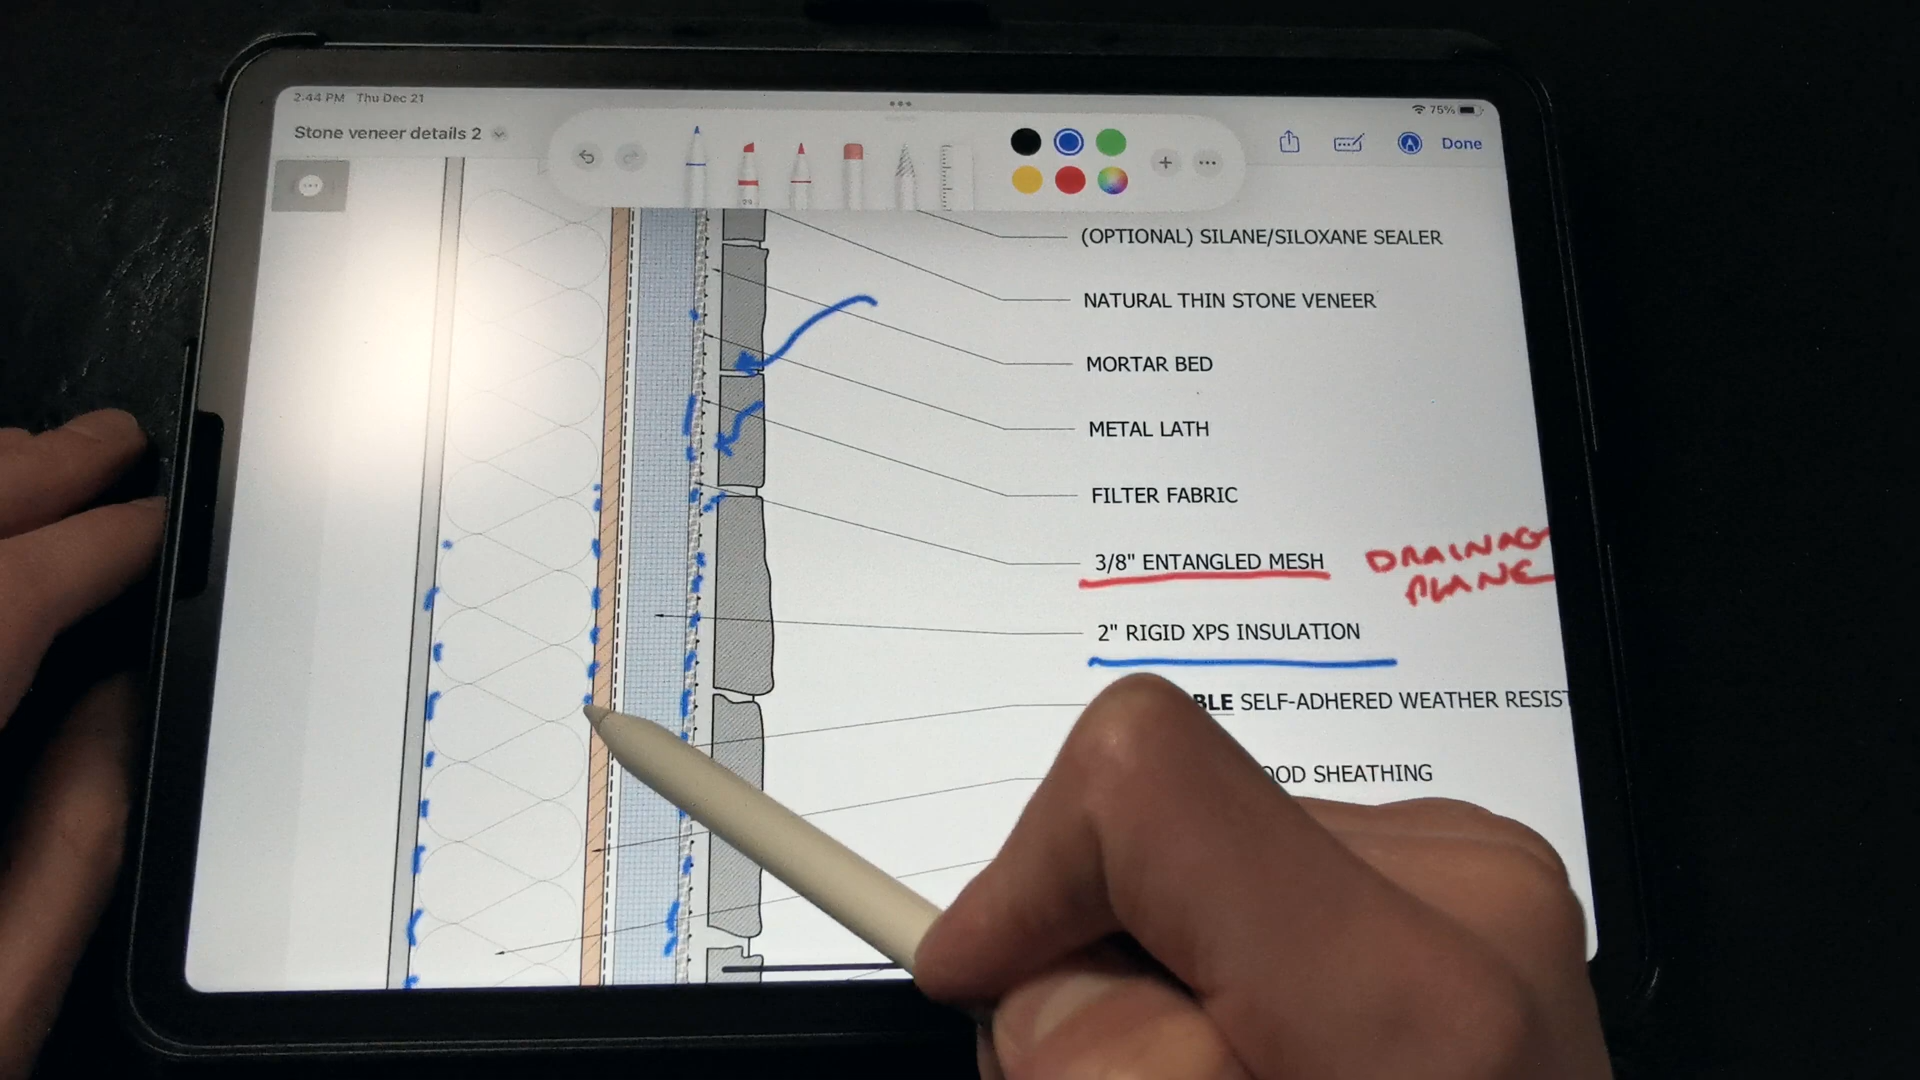 2:44 PM Thu Dec 21
75%
Stone veneer details 2
Done
(OPTIONAL) SILANE/SILOXANE SEALER
NATURAL THIN STONE VENEER
MORTAR BED
METAL LATH
FILTER FABRIC
3/8" ENTANGLED MESH
DRAINAG
PLANE
2" RIGID XPS INSULATION
BLE SELF-ADHERED WEATHER RESIST
OOD SHEATHING